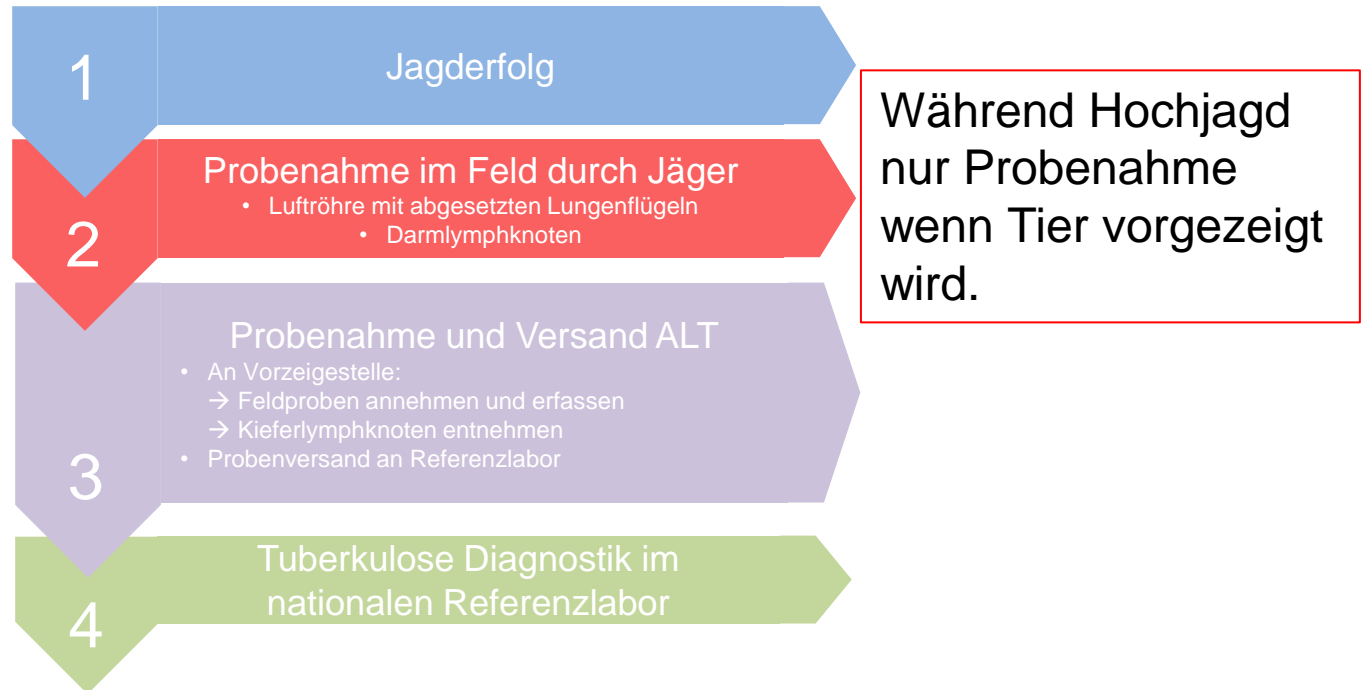 1
Jagderfolg
2
Probenahme im Feld durch Jäger
• Luftröhre mit abgesetzten Lungenflügeln
• Darmlymphknoten
Während Hochjagd
nur Probenahme
wenn Tier vorgezeigt
wird.
3
Probenahme und Versand ALT
• An Vorzeigestelle:
→ Feldproben annehmen und erfassen
→ Kieferlymphknoten entnehmen
• Probenversand an Referenzlabor
4
Tuberkulose Diagnostik im
nationalen Referenzlabor